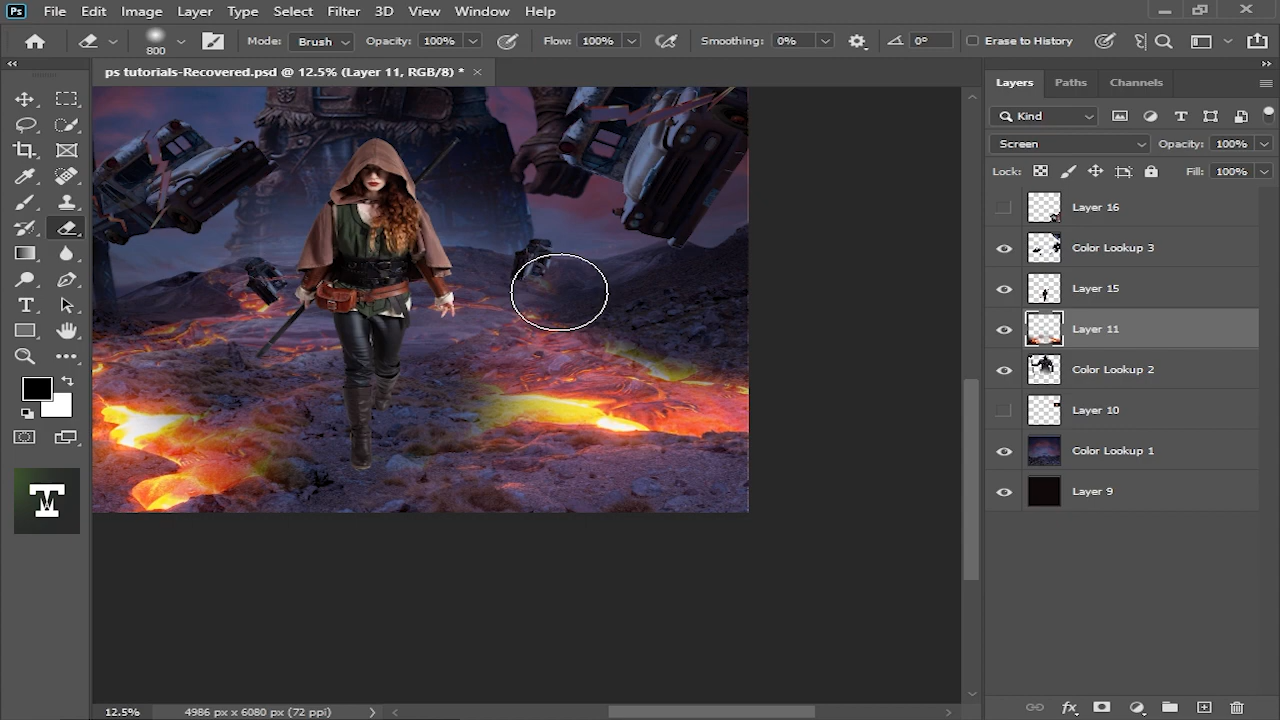 Ps File Edit Image Layer Type Select Filter 3D View Window Help
800 Mode: Brush Opacity: 100% Flow: 100% Smoothing: 0% 0° Erase to History
ps tutorials-Recovered.psd @ 12.5% (Layer 11, RGB/8) *
Layers Paths Channels
Kind
Screen Opacity: 100%
Lock: Fill: 100%
Layer 16
Color Lookup 3
Layer 15
Layer 11
Color Lookup 2
Layer 10
Color Lookup 1
Layer 9
12.5% 4986 px x 6080 px (72 ppi)